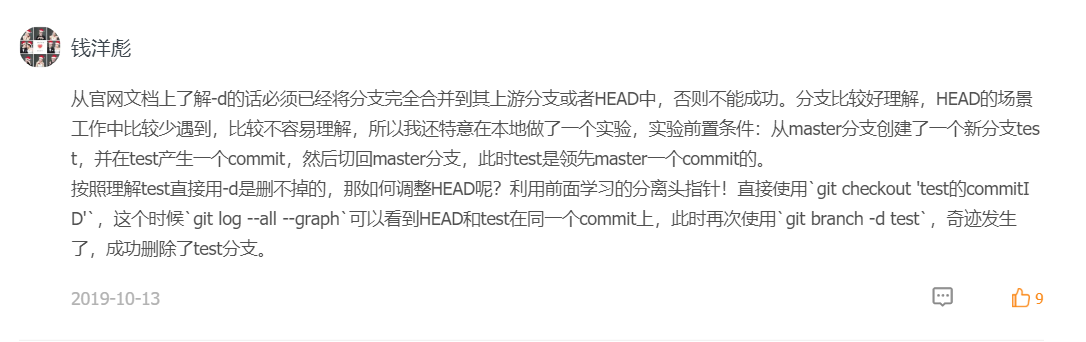 钱洋彪
从官网文档上了解-d的话必须已经将分支完全合并到其上游分支或者HEAD中，否则不能成功。分支比较好理解，HEAD的场景
工作中比较少遇到，比较不容易理解，所以我还特意在本地做了一个实验，实验前置条件：从master分支创建了一个新分支tes
t，并在test产生一个commit，然后切回master分支，此时test是领先master一个commit的。
按照理解test直接用-d是删不掉的，那如何调整HEAD呢？利用前面学习的分离头指针！直接使用`git checkout 'test的commitI
D'`，这个时候`git log --all --graph`可以看到HEAD和test在同一个commit上，此时再次使用`git branch -d test`，奇迹发生
了，成功删除了test分支。
2019-10-13
9